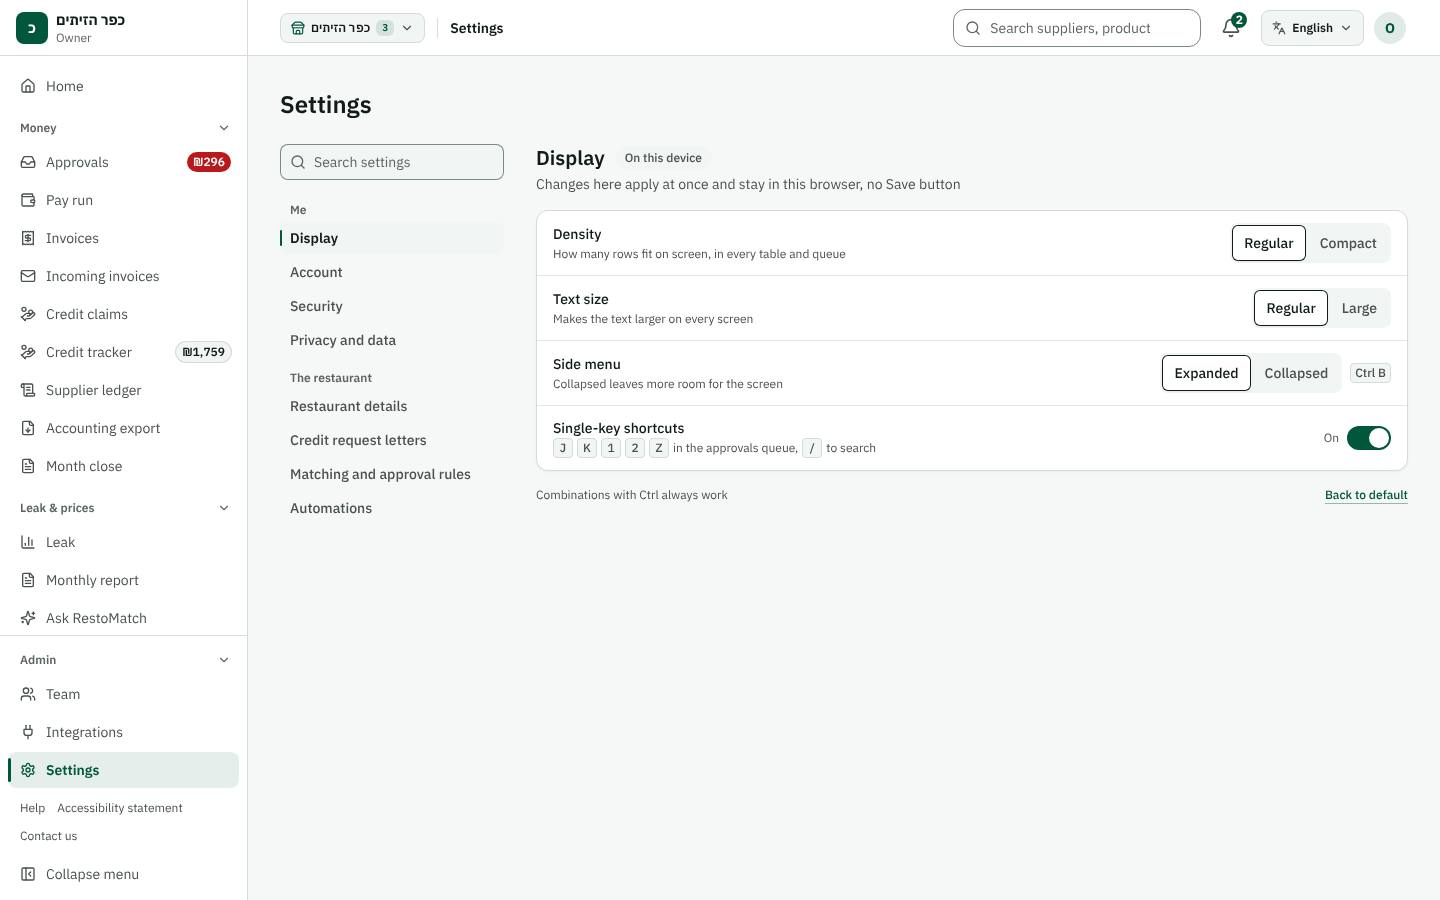 כ
כפר הזיתים
Owner
כפר הזיתים 3
Settings
Search suppliers, product
2
English
O
Home
Money
Approvals ₪296
Pay run
Invoices
Incoming invoices
Credit claims
Credit tracker ₪1,759
Supplier ledger
Accounting export
Month close
Leak & prices
Leak
Monthly report
Ask RestoMatch
Admin
Team
Integrations
Settings
Help Accessibility statement
Contact us
Collapse menu
Settings
Search settings
Me
Display
Account
Security
Privacy and data
The restaurant
Restaurant details
Credit request letters
Matching and approval rules
Automations
Display On this device
Changes here apply at once and stay in this browser, no Save button
Density
How many rows fit on screen, in every table and queue
Regular Compact
Text size
Makes the text larger on every screen
Regular Large
Side menu
Collapsed leaves more room for the screen
Expanded Collapsed Ctrl B
Single-key shortcuts
J K 1 2 Z in the approvals queue, / to search
On
Combinations with Ctrl always work
Back to default